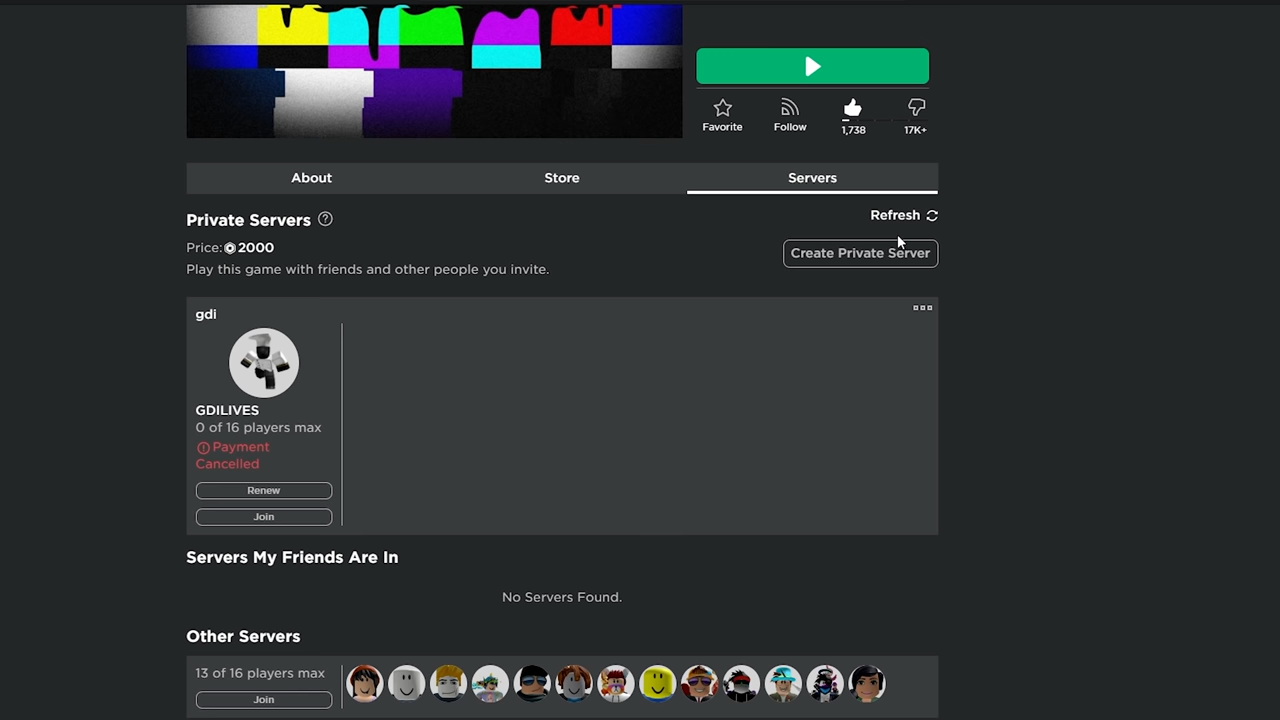 Favorite
Follow
1,738
17K+
About
Store
Servers
Private Servers
Refresh
Price: 2000
Create Private Server
Play this game with friends and other people you invite.
gdi
GDILIVES
0 of 16 players max
Payment
Cancelled
Renew
Join
Servers My Friends Are In
No Servers Found.
Other Servers
13 of 16 players max
Join